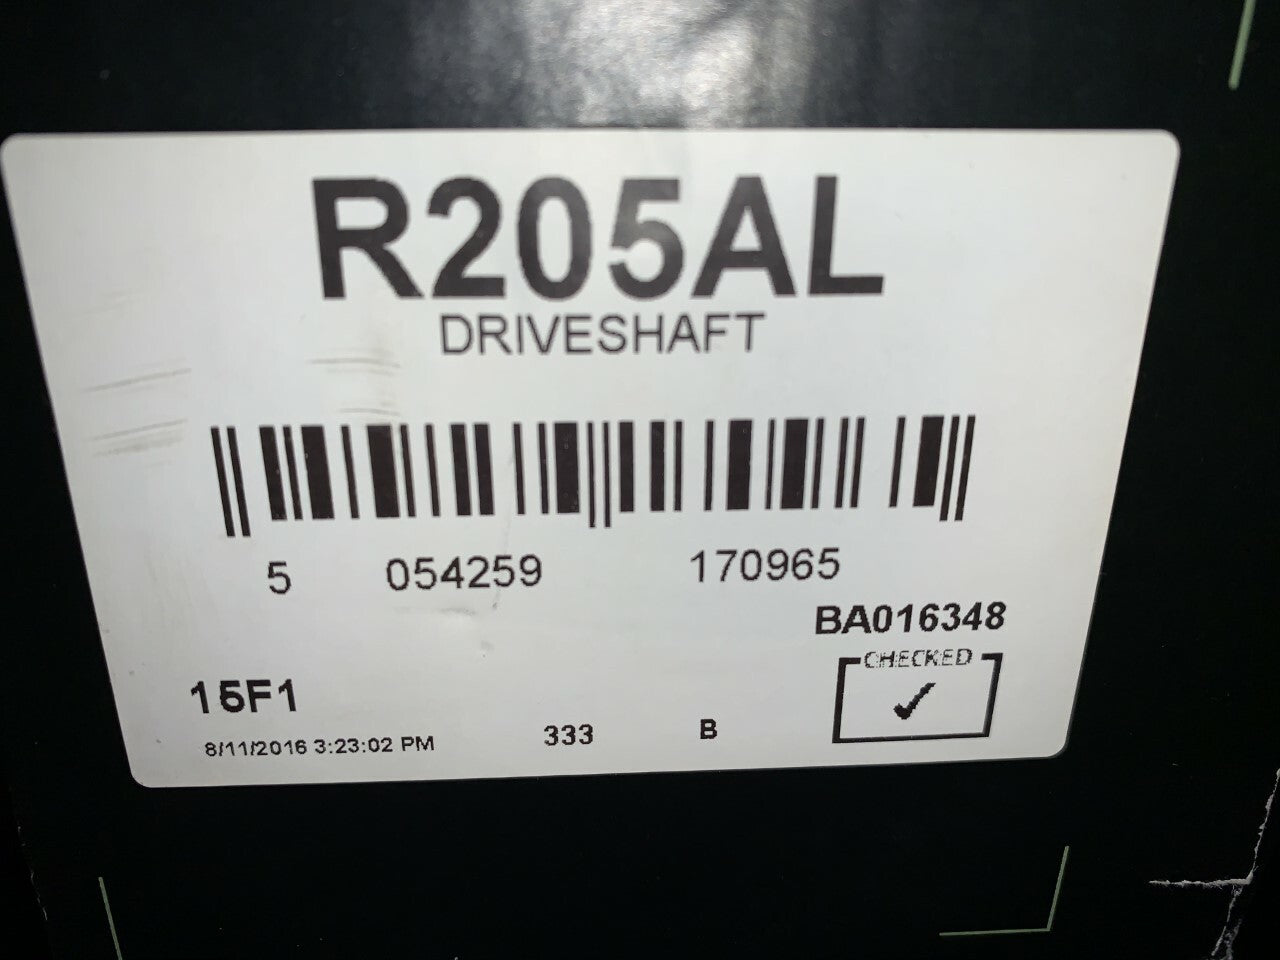 R205AL
DRIVESHAFT
5 054259 170965
BA016348
CHECKED
15F1
8/11/2016 3:23:02 PM 333 B